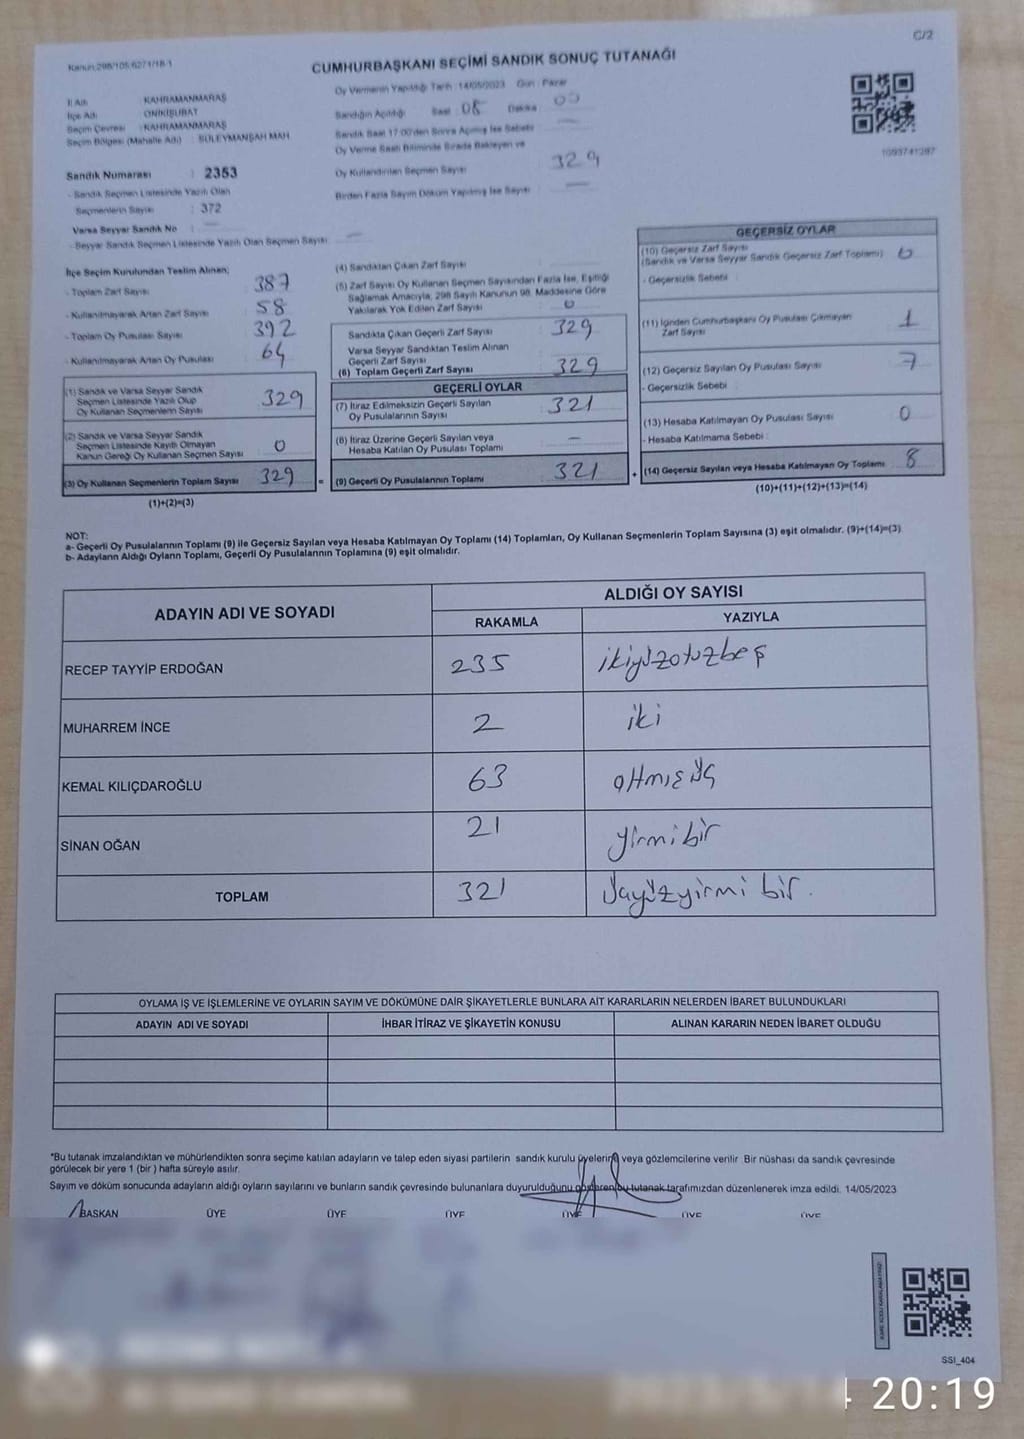 C/2
Kanun:298/105-6271/18-1
CUMHURBAŞKANI SEÇİMİ SANDIK SONUÇ TUTANAĞI
İl Adı : KAHRAMANMARAŞ
İlçe Adı : ONİKİŞUBAT
Seçim Çevresi : KAHRAMANMARAŞ
Seçim Bölgesi (Mahalle Adı) : SÜLEYMANŞAH MAH.
Sandık Numarası : 2353
- Sandık Seçmen Listesinde Yazılı Olan
Seçmenlerin Sayısı : 372
Varsa Seyyar Sandık No : —
- Seyyar Sandık Seçmen Listesinde Yazılı Olan Seçmen Sayısı : —
Oy Vermenin Yapıldığı Tarih :14/05/2023 Gün : Pazar
Sandığın Açıldığı Saat : 08 Dakika : 00
Sandık Saat 17:00'den Sonra Açılmış İse Sebebi : —
Oy Verme Saati Bitiminde Sırada Bekleyen ve
Oy Kullandırılan Seçmen Sayısı : 329
Birden Fazla Sayım Döküm Yapılmış İse Sayısı : —
1093741287
İlçe Seçim Kurulundan Teslim Alınan;
- Toplam Zarf Sayısı : 387
- Kullanılmayarak Artan Zarf Sayısı : 58
- Toplam Oy Pusulası Sayısı : 392
- Kullanılmayarak Artan Oy Pusulası : 64
(1) Sandık ve Varsa Seyyar Sandık
Seçmen Listesinde Yazılı Olup
Oy Kullanan Seçmenlerin Sayısı 329
(2) Sandık ve Varsa Seyyar Sandık
Seçmen Listesinde Kayıtlı Olmayan
Kanun Gereği Oy Kullanan Seçmen Sayısı 0
(3) Oy Kullanan Seçmenlerin Toplam Sayısı 329 =
(1)+(2)=(3)
(4) Sandıktan Çıkan Zarf Sayısı :
(5) Zarf Sayısı Oy Kullanan Seçmen Sayısından Fazla İse, Eşitliği
Sağlamak Amacıyla, 298 Sayılı Kanunun 98. Maddesine Göre
Yakılarak Yok Edilen Zarf Sayısı : 0
Sandıkta Çıkan Geçerli Zarf Sayısı 329
Varsa Seyyar Sandıktan Teslim Alınan
Geçerli Zarf Sayısı
(6) Toplam Geçerli Zarf Sayısı 329
GEÇERLİ OYLAR
(7) İtiraz Edilmeksizin Geçerli Sayılan
Oy Pusulalarının Sayısı 321
(8) İtiraz Üzerine Geçerli Sayılan veya
Hesaba Katılan Oy Pusulası Toplamı —
(9) Geçerli Oy Pusulalarının Toplamı 321 +
GEÇERSİZ OYLAR
(10) Geçersiz Zarf Sayısı
(Sandık ve Varsa Seyyar Sandık Geçersiz Zarf Toplamı)
- Geçersizlik Sebebi :
(11) İçinden Cumhurbaşkanı Oy Pusulası Çıkmayan
Zarf Sayısı 1
(12) Geçersiz Sayılan Oy Pusulası Sayısı : 7
- Geçersizlik Sebebi :
(13) Hesaba Katılmayan Oy Pusulası Sayısı : 0
- Hesaba Katılmama Sebebi :
(14) Geçersiz Sayılan veya Hesaba Katılmayan Oy Toplamı 8
(10)+(11)+(12)+(13)=(14)
NOT:
a- Geçerli Oy Pusulalarının Toplamı (9) ile Geçersiz Sayılan veya Hesaba Katılmayan Oy Toplamı (14) Toplamları, Oy Kullanan Seçmenlerin Toplam Sayısına (3) eşit olmalıdır. (9)+(14)=(3)
b- Adayların Aldığı Oyların Toplamı, Geçerli Oy Pusulalarının Toplamına (9) eşit olmalıdır.
ADAYIN ADI VE SOYADI ALDIĞI OY SAYISI
RAKAMLA YAZIYLA
RECEP TAYYİP ERDOĞAN 235 ikiyüzotuzbeş
MUHARREM İNCE 2 iki
KEMAL KILIÇDAROĞLU 63 altmışüç
SİNAN OĞAN 21 yirmibir
TOPLAM 321 üçyüzyirmi bir.
OYLAMA İŞ VE İŞLEMLERİNE VE OYLARIN SAYIM VE DÖKÜMÜNE DAİR ŞİKAYETLERLE BUNLARA AİT KARARLARIN NELERDEN İBARET BULUNDUKLARI
ADAYIN ADI VE SOYADI İHBAR İTİRAZ VE ŞİKAYETİN KONUSU ALINAN KARARIN NEDEN İBARET OLDUĞU
*Bu tutanak imzalandıktan ve mühürlendikten sonra seçime katılan adayların ve talep eden siyasi partilerin sandık kurulu üyelerine veya gözlemcilerine verilir. Bir nüshası da sandık çevresinde
görülecek bir yere 1 (bir ) hafta süreyle asılır.
Sayım ve döküm sonucunda adayların aldığı oyların sayılarını ve bunların sandık çevresinde bulunanlara duyurulduğunu gösteren bu tutanak tarafımızdan düzenlenerek imza edildi. 14/05/2023
BAŞKAN ÜYE ÜYE ÜYE ÜYE ÜYE ÜYE
SSI_404
20:19